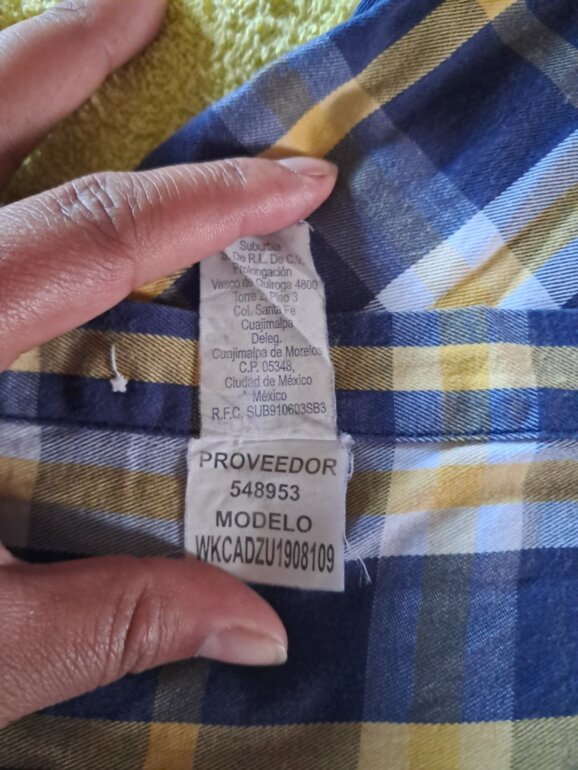 Suburbia
S. De R.L. De C.V.
Prolongación
Vasco de Quiroga 4800
Torre 2, Piso 3
Col. Santa Fe
Cuajimalpa
Deleg.
Cuajimalpa de Morelos
C.P. 05348,
Ciudad de México
México
R.F.C. SUB910603SB3
PROVEEDOR
548953
MODELO
WKCADZU1908109